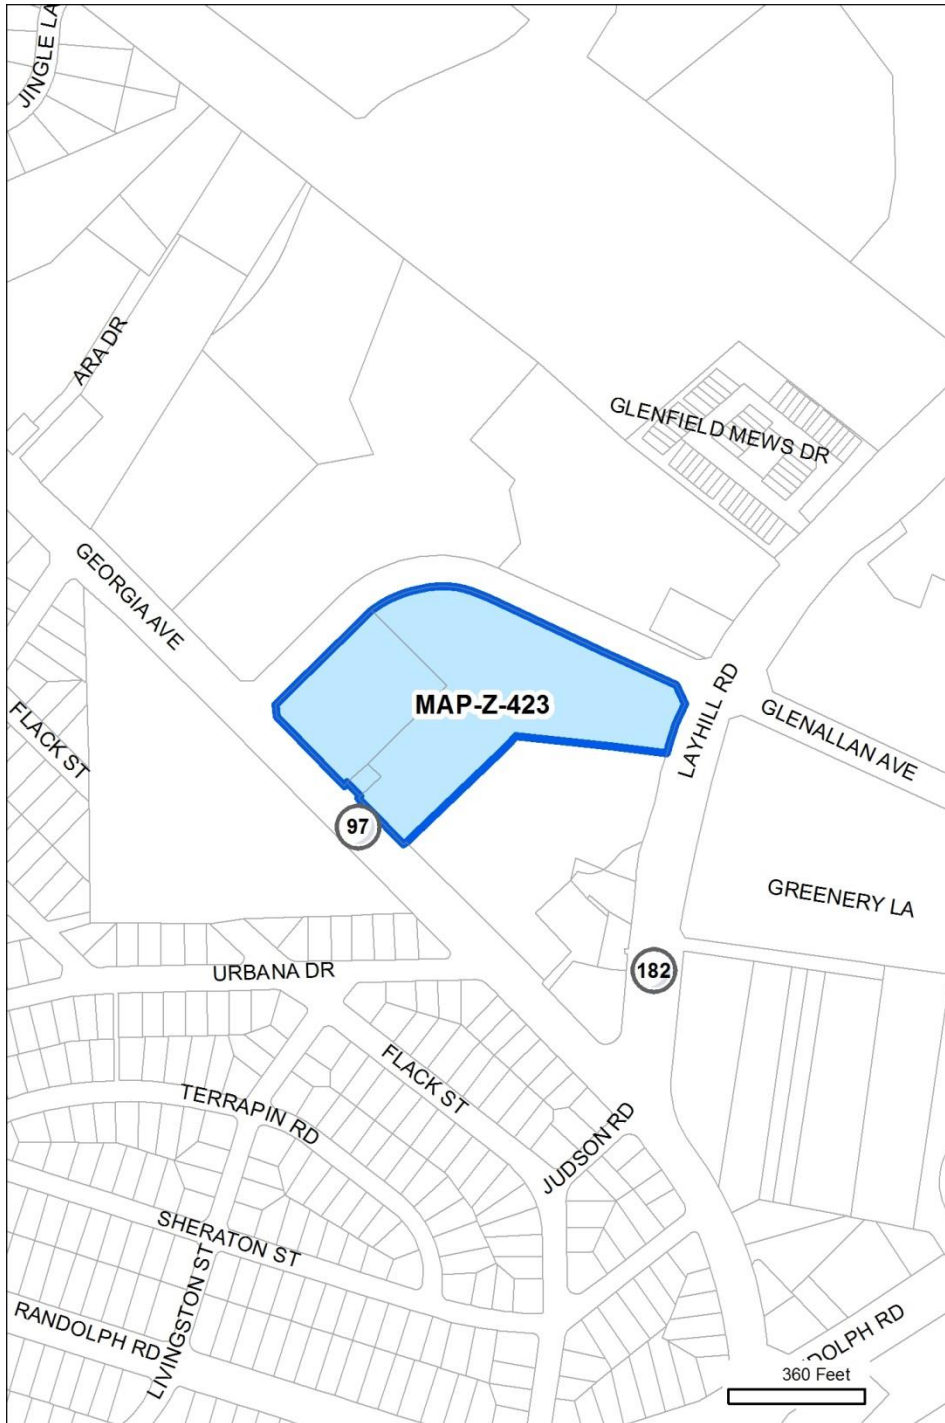 JINGLE LA
ARA DR
GLENFIELD MEWS DR
GEORGIA AVE
FLACK ST
MAP-Z-423
LAYHILL RD
GLENALLAN AVE
97
GREENERY LA
182
URBANA DR
FLACK ST
TERRAPIN RD
JUDSON RD
SHERATON ST
LIVINGSTON ST
RANDOLPH RD
DOLPH RD
360 Feet